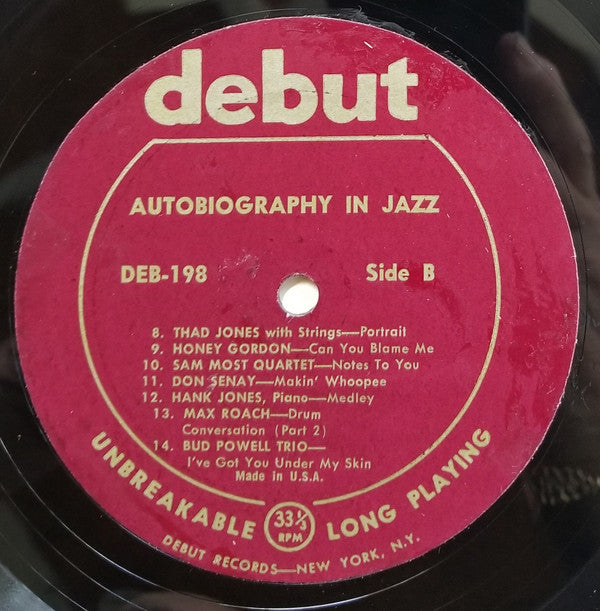 debut
AUTOBIOGRAPHY IN JAZZ
DEB-198 Side B
8. THAD JONES with Strings—Portrait
9. HONEY GORDON—Can You Blame Me
10. SAM MOST QUARTET—Notes To You
11. DON SENAY—Makin' Whoopee
12. HANK JONES, Piano—Medley
13. MAX ROACH—Drum
Conversation (Part 2)
14. BUD POWELL TRIO—
I've Got You Under My Skin
Made in U.S.A.
UNBREAKABLE 33⅓ RPM LONG PLAYING
DEBUT RECORDS—NEW YORK, N.Y.